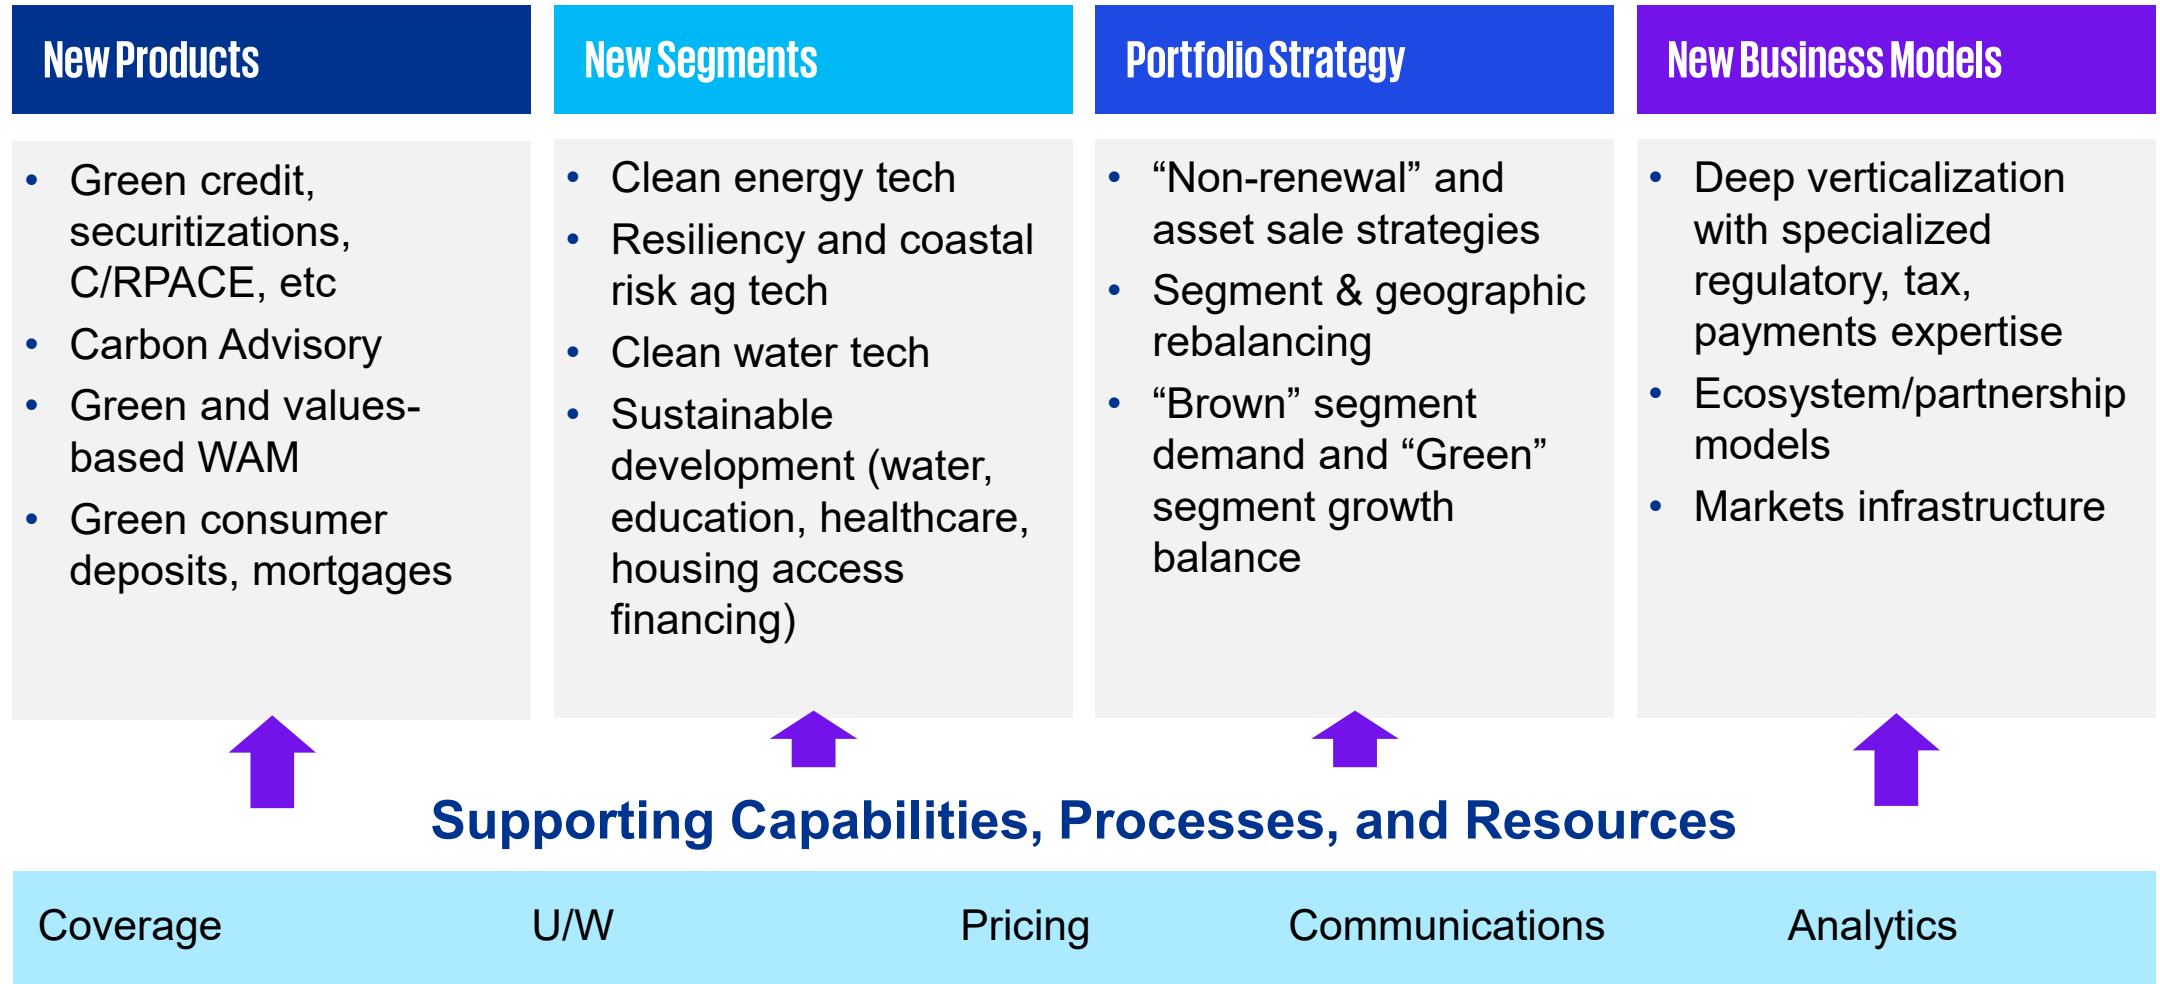 New Products
• Green credit,
securitizations,
C/RPACE, etc
• Carbon Advisory
• Green and values-
based WAM
• Green consumer
deposits, mortgages
New Segments
• Clean energy tech
• Resiliency and coastal
risk ag tech
• Clean water tech
• Sustainable
development (water,
education, healthcare,
housing access
financing)
Portfolio Strategy
• “Non-renewal” and
asset sale strategies
• Segment & geographic
rebalancing
• “Brown” segment
demand and “Green”
segment growth
balance
New Business Models
• Deep verticalization
with specialized
regulatory, tax,
payments expertise
• Ecosystem/partnership
models
• Markets infrastructure
Supporting Capabilities, Processes, and Resources
Coverage U/W Pricing Communications Analytics